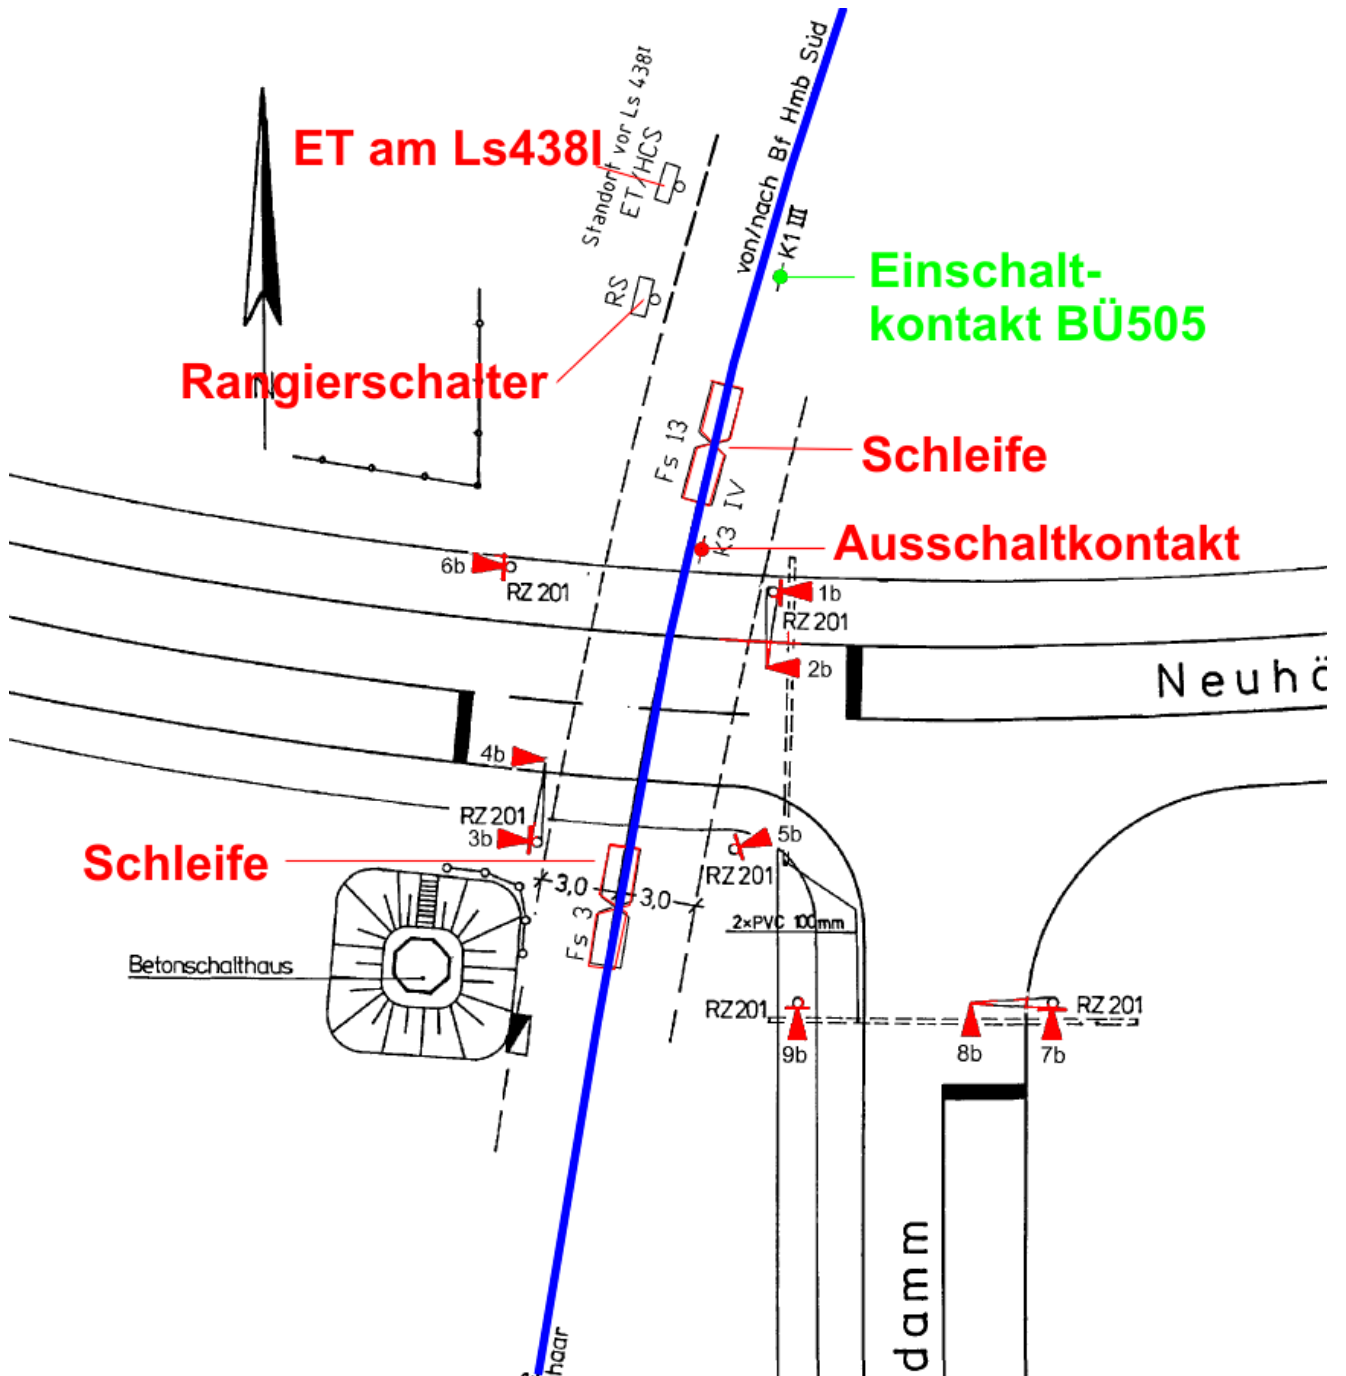 von/nach Bf Hmb Süd
Standort vor Ls 438I
ET/HCS
ET am Ls438I
K1 III
Einschalt-
kontakt BÜ505
RS
Rangierschalter
N
Fs 13
Schleife
K3 IV
Ausschaltkontakt
6b
RZ 201
1b
RZ 201
2b
Neuhö
4b
RZ 201
3b
5b
RZ 201
Schleife
3,0
3,0
Fs 3
2×PVC 100mm
Betonschalthaus
RZ 201
9b
8b
7b
RZ 201
damm
haar